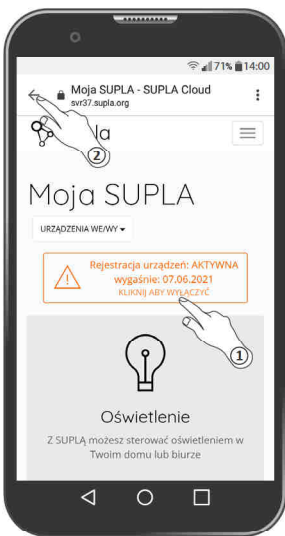 71% 14:00
Moja SUPLA - SUPLA Cloud
svr37.supla.org
la
2
Moja SUPLA
URZĄDZENIA WE/WY
Rejestracja urządzeń: AKTYWNA
wygaśnie: 07.06.2021
KLIKNIJ ABY WYŁĄCZYĆ
1
Oświetlenie
Z SUPLĄ możesz sterować oświetleniem w
Twoim domu lub biurze